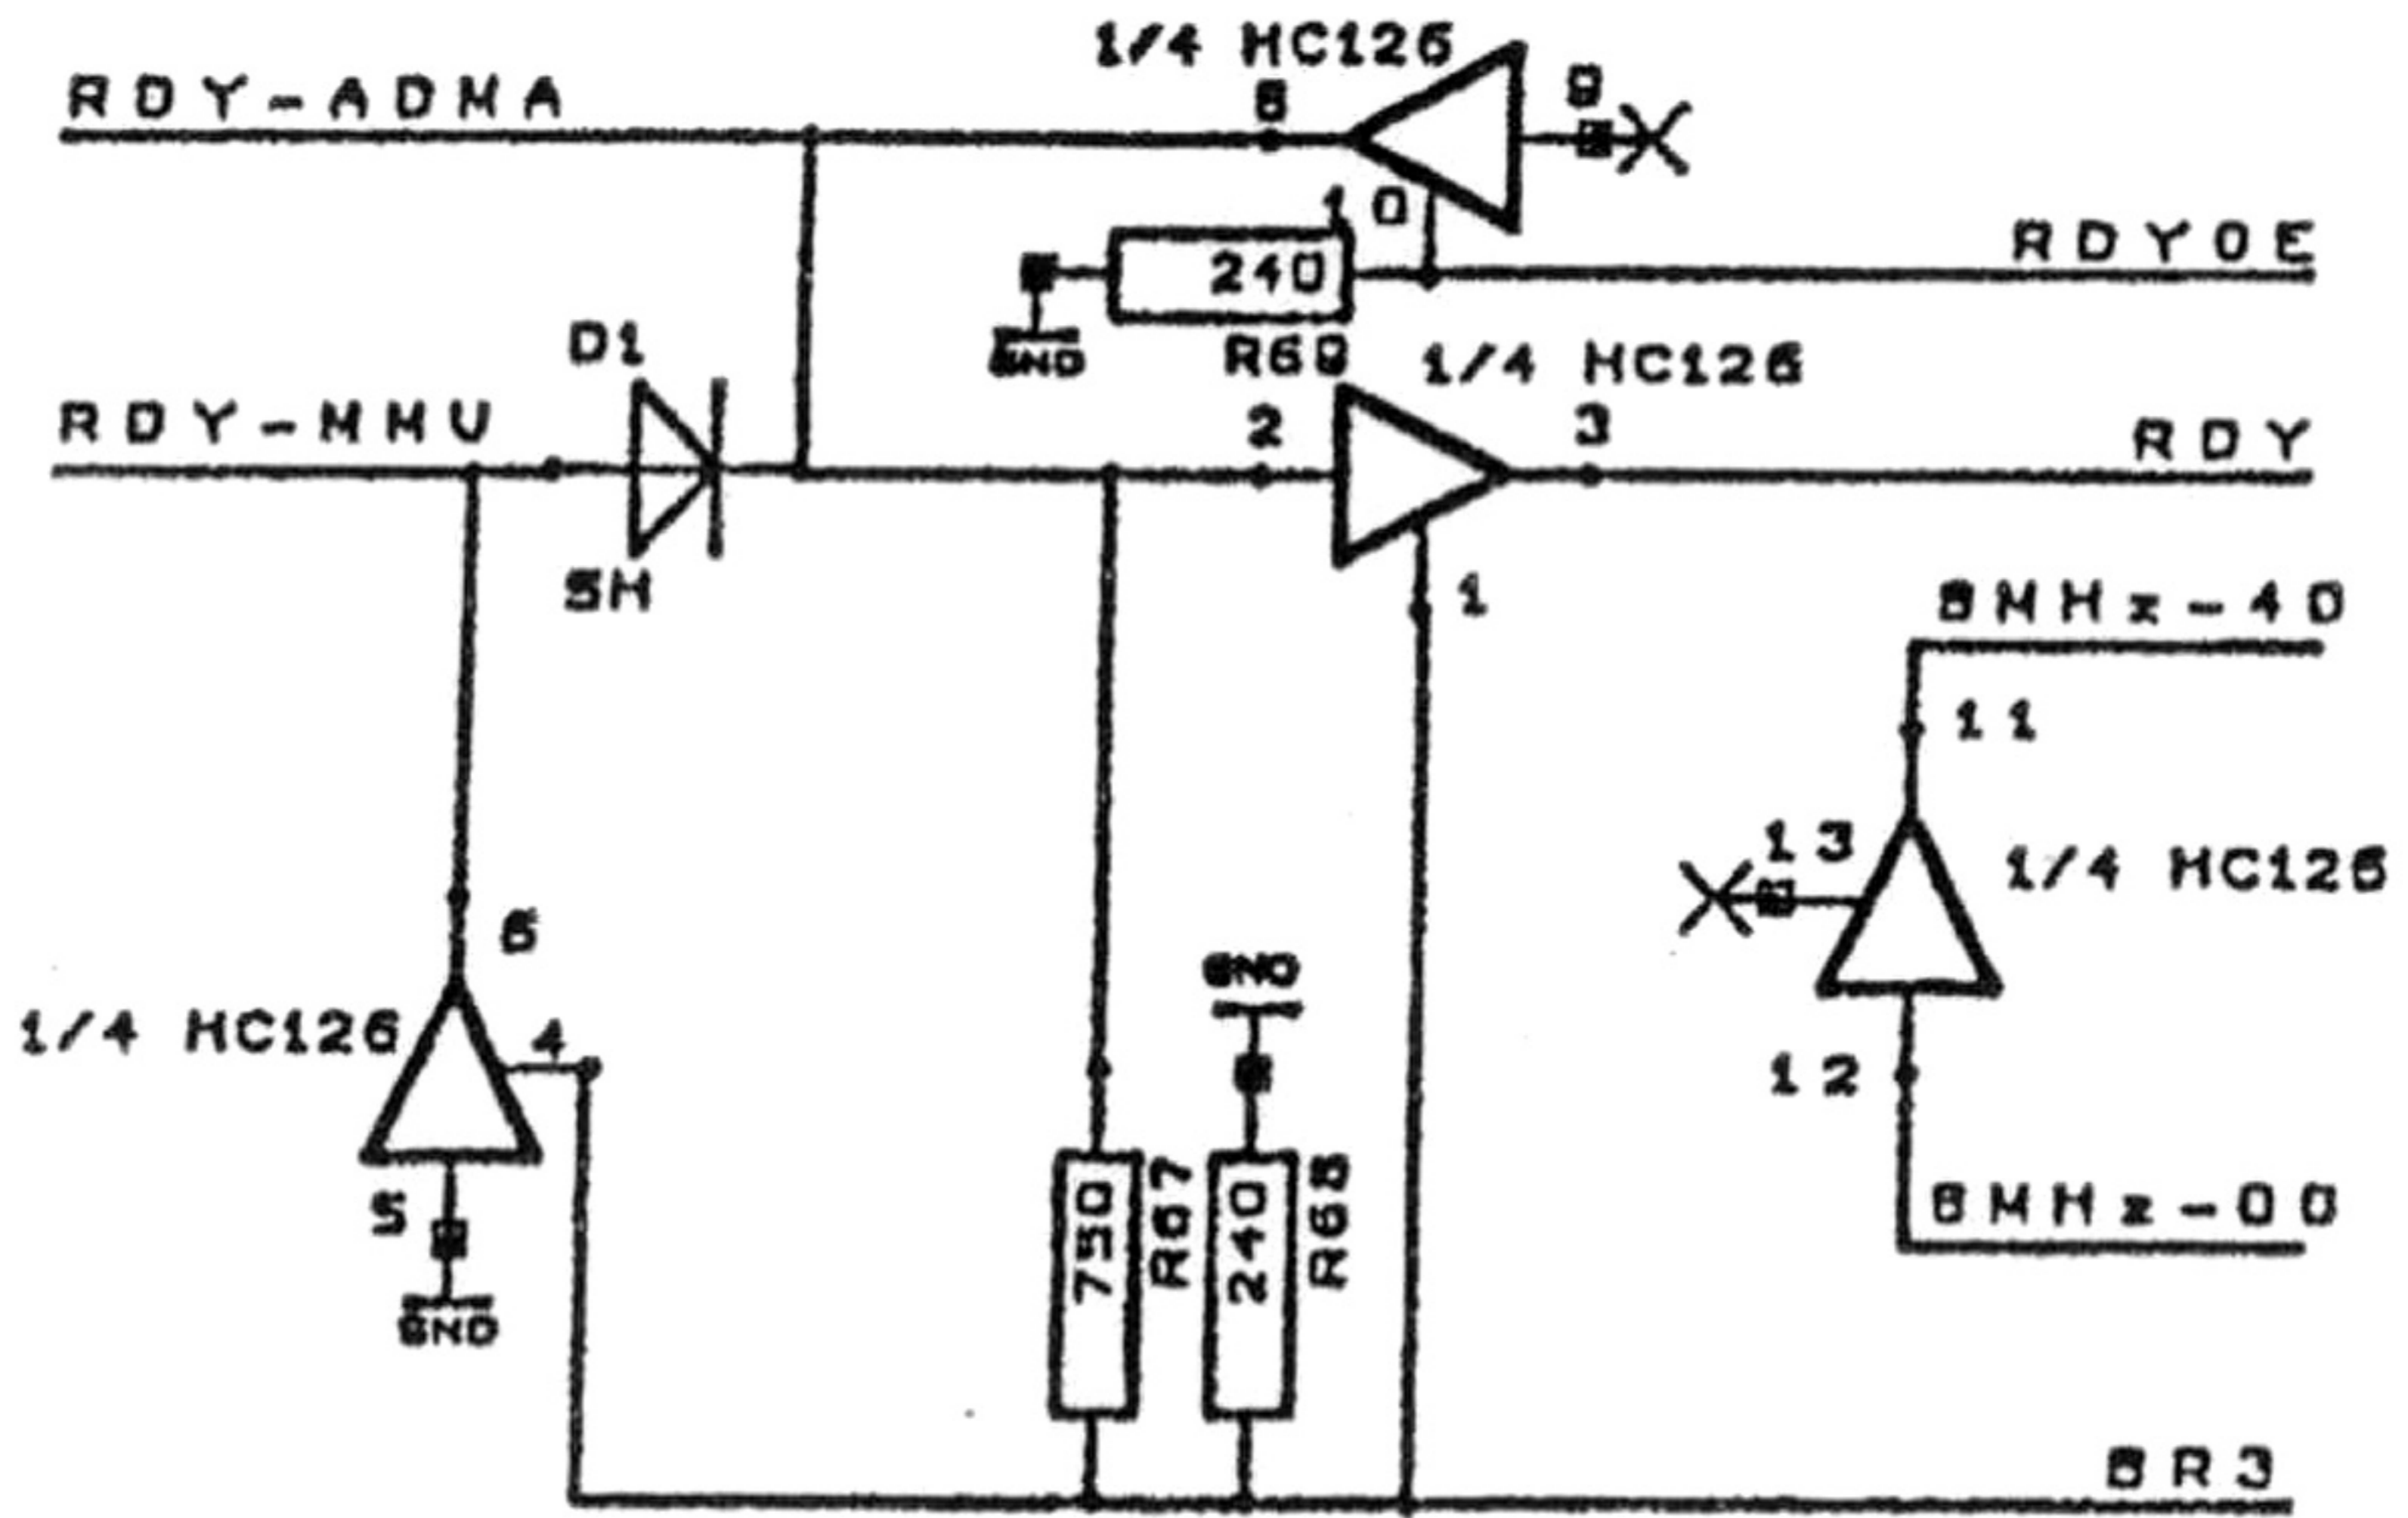 1/4 HC126
RDY-ADMA
8
9
10
RDYOE
240
GND
R69
D1
1/4 HC126
RDY-MMU
2
3
RDY
SH
1
8MHz-40
11
13
1/4 HC126
6
GND
1/4 HC126
4
12
5
750
R67
240
R68
8MHz-00
GND
BR3